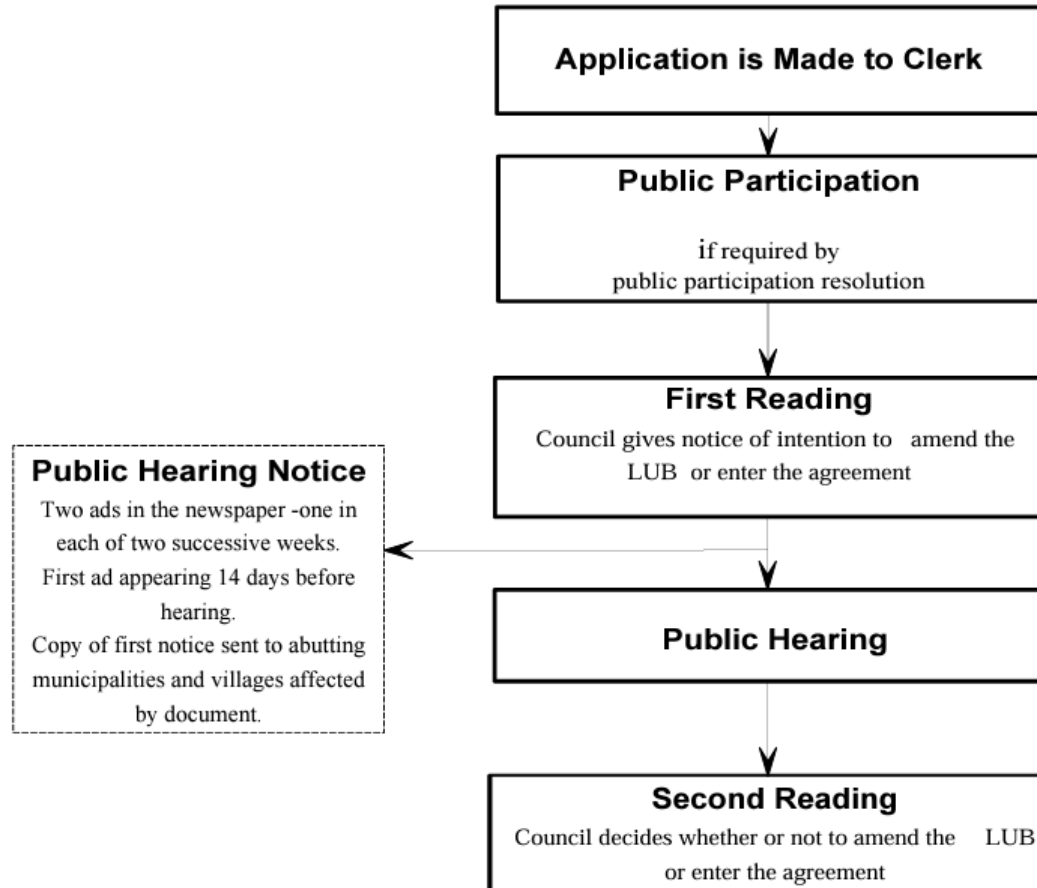 Application is Made to Clerk
Public Participation
if required by
public participation resolution
First Reading
Council gives notice of intention to amend the
LUB or enter the agreement
Public Hearing Notice
Two ads in the newspaper -one in
each of two successive weeks.
First ad appearing 14 days before
hearing.
Copy of first notice sent to abutting
municipalities and villages affected
by document.
Public Hearing
Second Reading
Council decides whether or not to amend the LUB
or enter the agreement